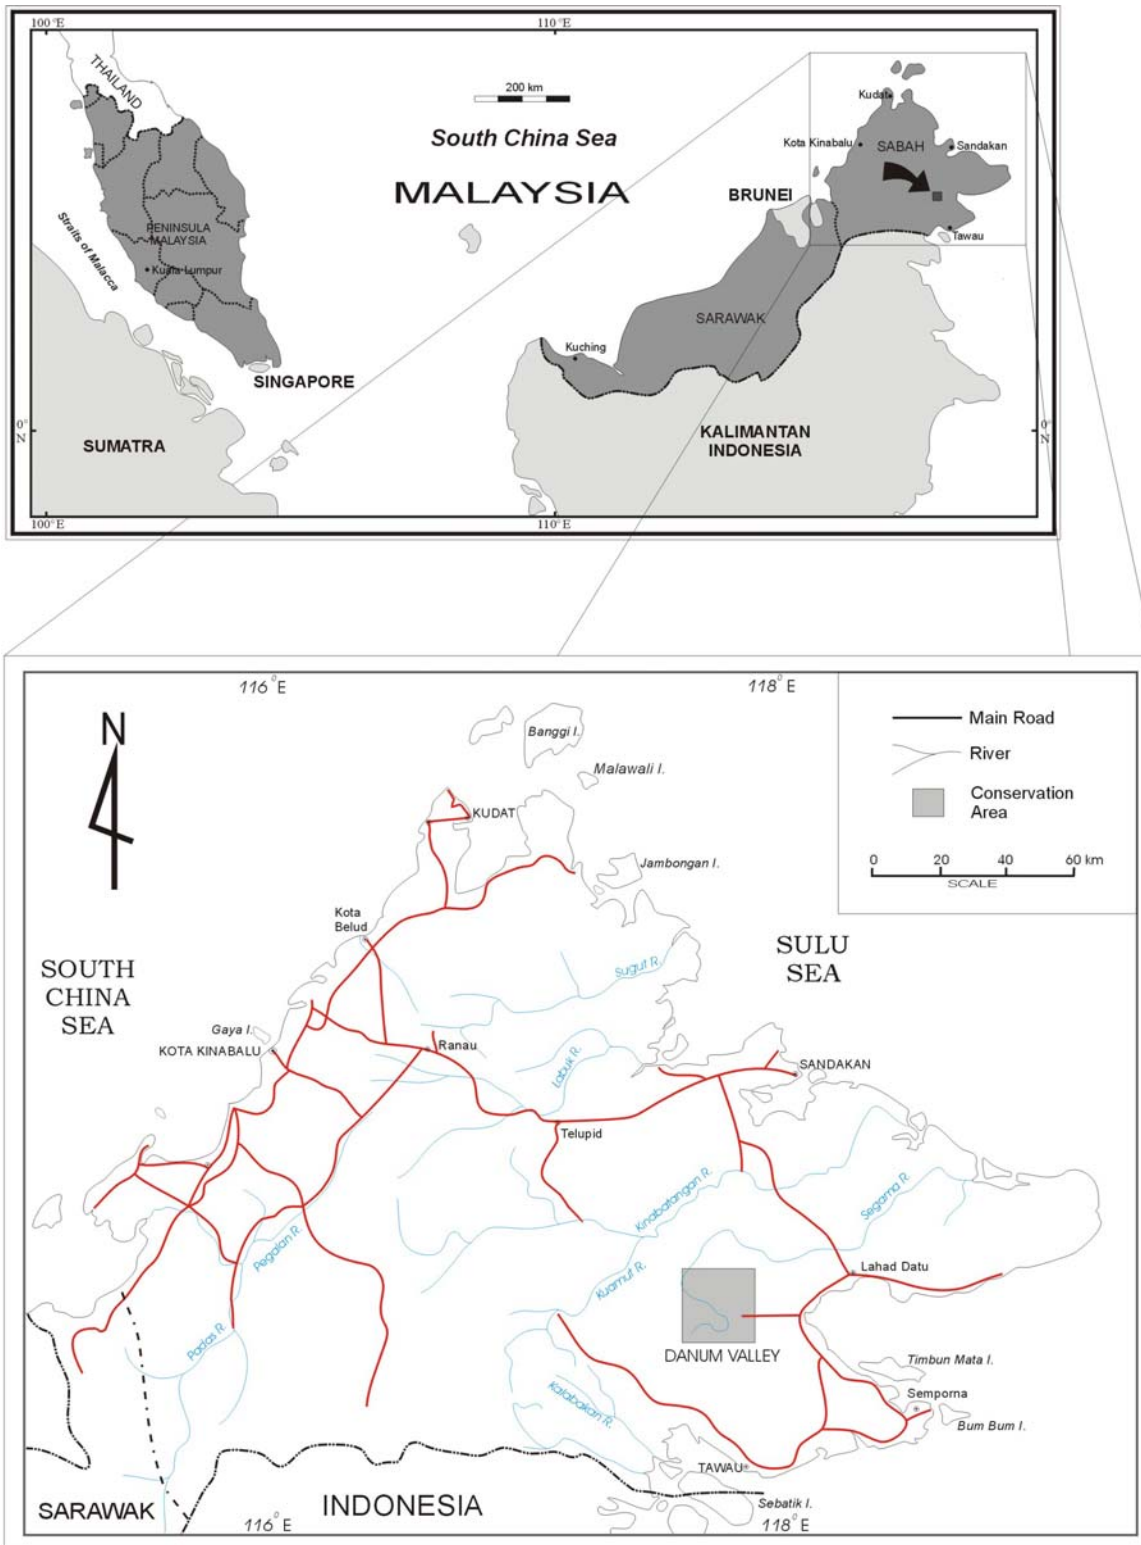 100°E
110°E
THAILAND
200 km
South China Sea
MALAYSIA
Kudat
Kota Kinabalu
SABAH
Sandakan
BRUNEI
Tawau
PENINSULA
MALAYSIA
Straits of Malacca
Kuala Lumpur
SARAWAK
Kuching
SINGAPORE
SUMATRA
KALIMANTAN
INDONESIA
0°
N
0°
N
100°E
110°E
116°E
118°E
N
Banggi I.
Malawali I.
KUDAT
Jambongan I.
Main Road
River
Conservation
Area
0 20 40 60 km
SCALE
Kota
Belud
SOUTH
CHINA
SEA
SULU
SEA
Sugut R.
Gaya I.
KOTA KINABALU
Ranau
Labuk R.
SANDAKAN
Telupid
Kinabatangan R.
Segama R.
Pegalan R.
Kuamut R.
Lahad Datu
Padas R.
DANUM VALLEY
Timbun Mata I.
Semporna
Kalabakan R.
Bum Bum I.
TAWAU
Sebatik I.
SARAWAK
INDONESIA
116°E
118°E